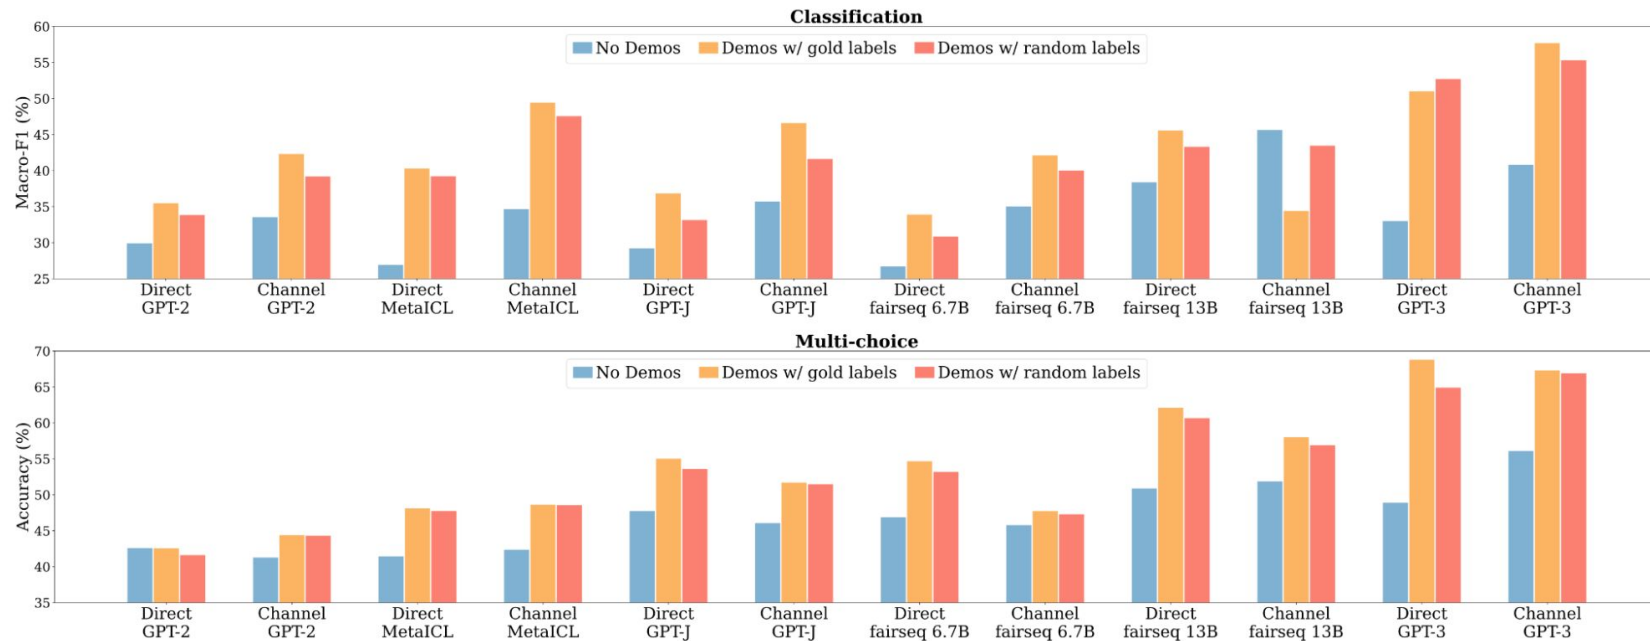 Classification
No Demos Demos w/ gold labels Demos w/ random labels
Macro-F1 (%)
60
55
50
45
40
35
30
25
Direct GPT-2
Channel GPT-2
Direct MetaICL
Channel MetaICL
Direct GPT-J
Channel GPT-J
Direct fairseq 6.7B
Channel fairseq 6.7B
Direct fairseq 13B
Channel fairseq 13B
Direct GPT-3
Channel GPT-3
Multi-choice
No Demos Demos w/ gold labels Demos w/ random labels
Accuracy (%)
70
65
60
55
50
45
40
35
Direct GPT-2
Channel GPT-2
Direct MetaICL
Channel MetaICL
Direct GPT-J
Channel GPT-J
Direct fairseq 6.7B
Channel fairseq 6.7B
Direct fairseq 13B
Channel fairseq 13B
Direct GPT-3
Channel GPT-3